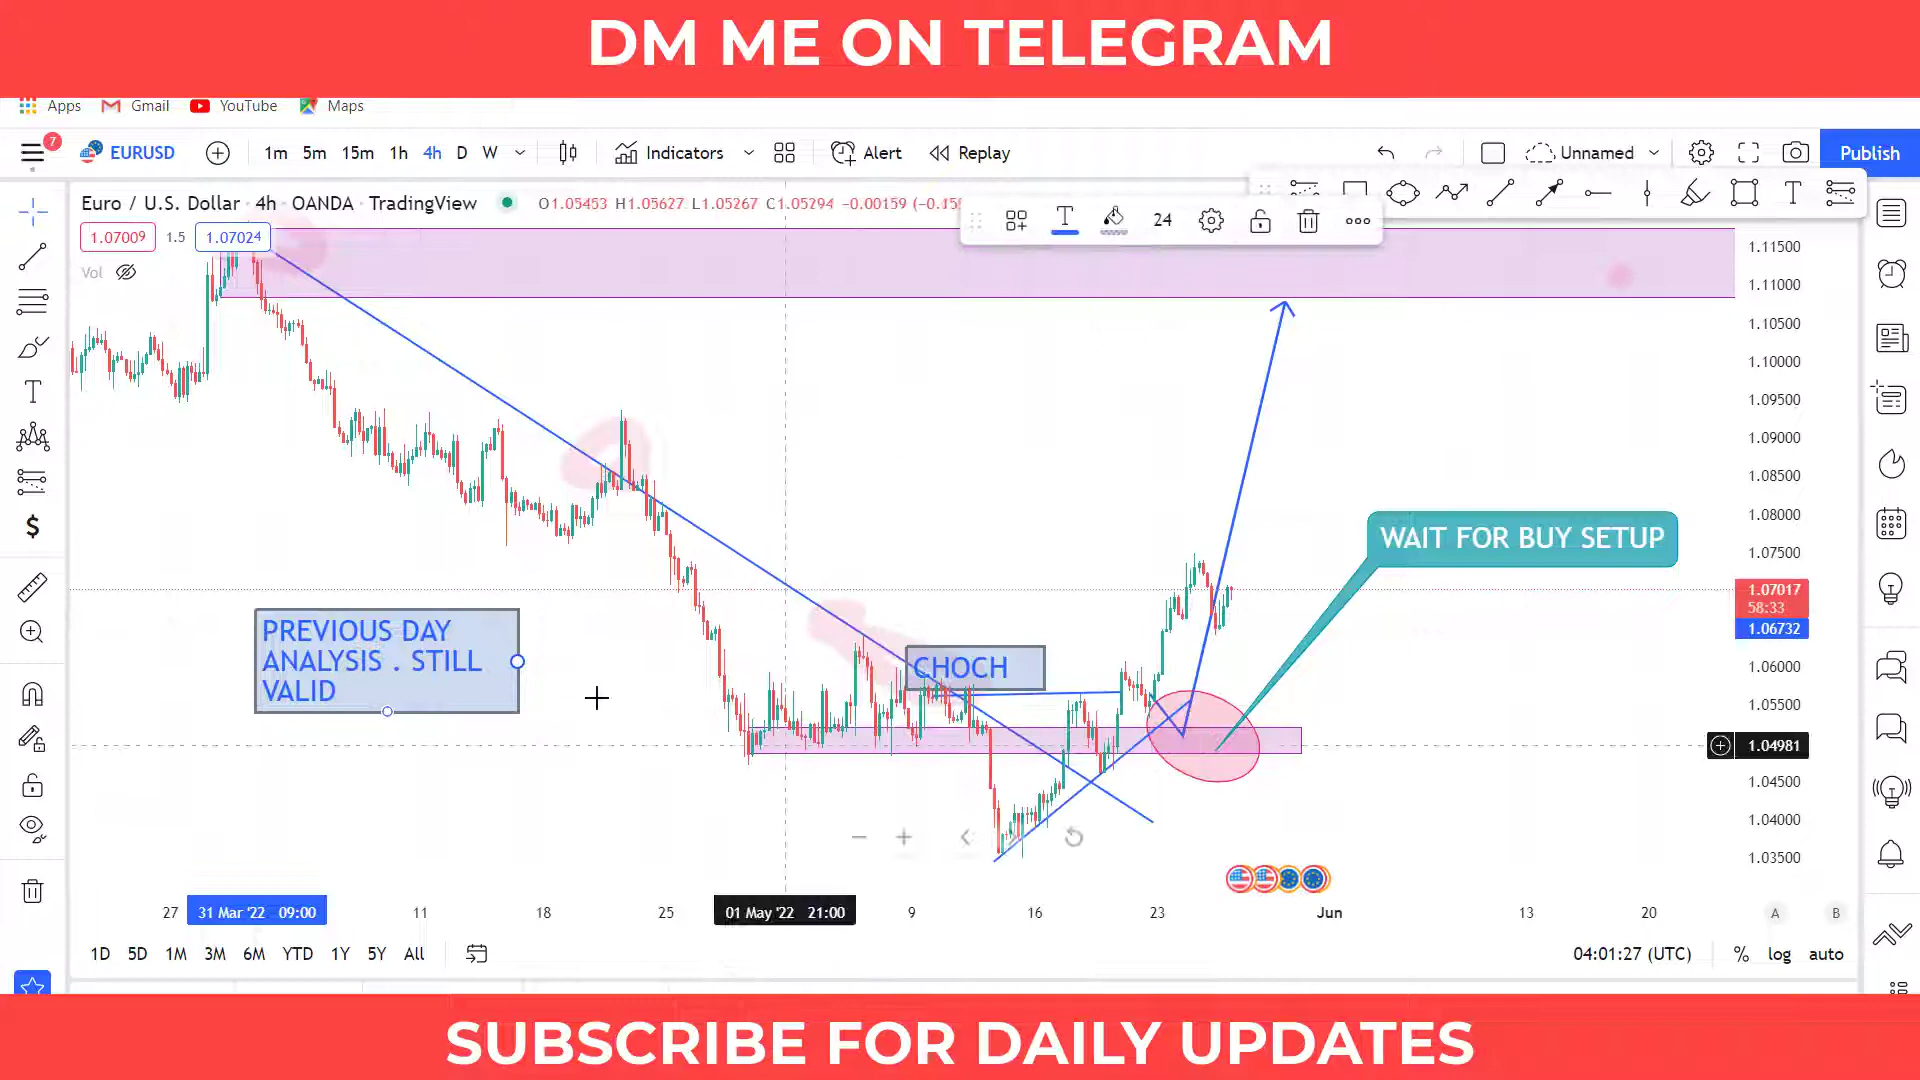 DM ME ON TELEGRAM
Apps Gmail YouTube Maps
7 EURUSD 1m 5m 15m 1h 4h D W Indicators Alert Replay Unnamed Publish
Euro / U.S. Dollar · 4h · OANDA · TradingView O1.05453 H1.05627 L1.05267 C1.05294 −0.00159
24
1.07009 1.5 1.07024
Vol
1.11500
1.11000
1.10500
1.10000
1.09500
1.09000
1.08500
1.08000
1.07500
WAIT FOR BUY SETUP
1.07017
58:33
1.06732
PREVIOUS DAY
ANALYSIS . STILL
VALID
CHOCH
1.06000
1.05500
1.04981
1.04500
1.04000
1.03500
27 31 Mar '22 09:00 11 18 25 01 May '22 21:00 9 16 23 Jun 13 20 A B
1D 5D 1M 3M 6M YTD 1Y 5Y All 04:01:27 (UTC) % log auto
SUBSCRIBE FOR DAILY UPDATES